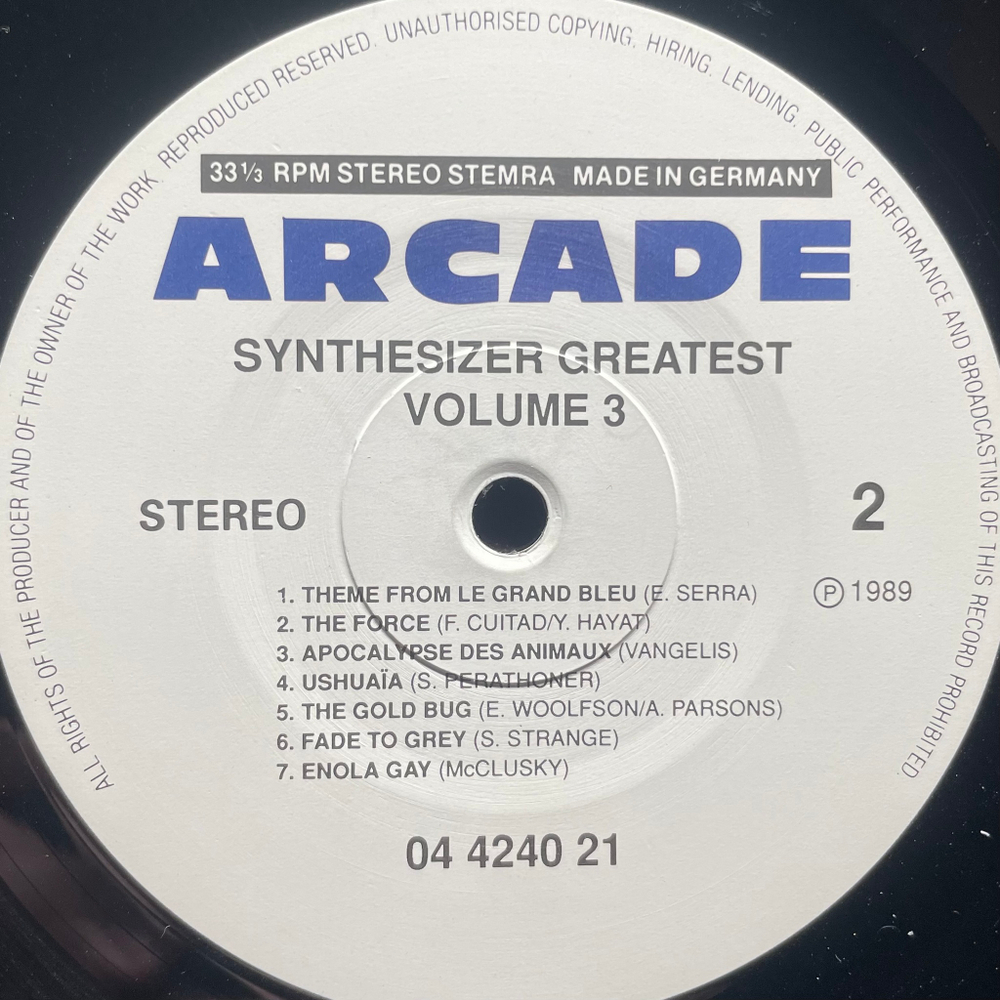 ALL RIGHTS OF THE PRODUCER AND OF THE OWNER OF THE WORK REPRODUCED RESERVED. UNAUTHORISED COPYING, HIRING, LENDING, PUBLIC PERFORMANCE AND BROADCASTING OF THIS RECORD PROHIBITED.
33⅓ RPM STEREO STEMRA MADE IN GERMANY
ARCADE
SYNTHESIZER GREATEST
VOLUME 3
STEREO
2
1. THEME FROM LE GRAND BLEU (E. SERRA)
℗ 1989
2. THE FORCE (F. CUITAD/Y. HAYAT)
3. APOCALYPSE DES ANIMAUX (VANGELIS)
4. USHUAÏA (S. PERATHONER)
5. THE GOLD BUG (E. WOOLFSON/A. PARSONS)
6. FADE TO GREY (S. STRANGE)
7. ENOLA GAY (McCLUSKY)
04 4240 21